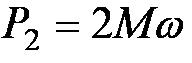 P₂ = 2Mω